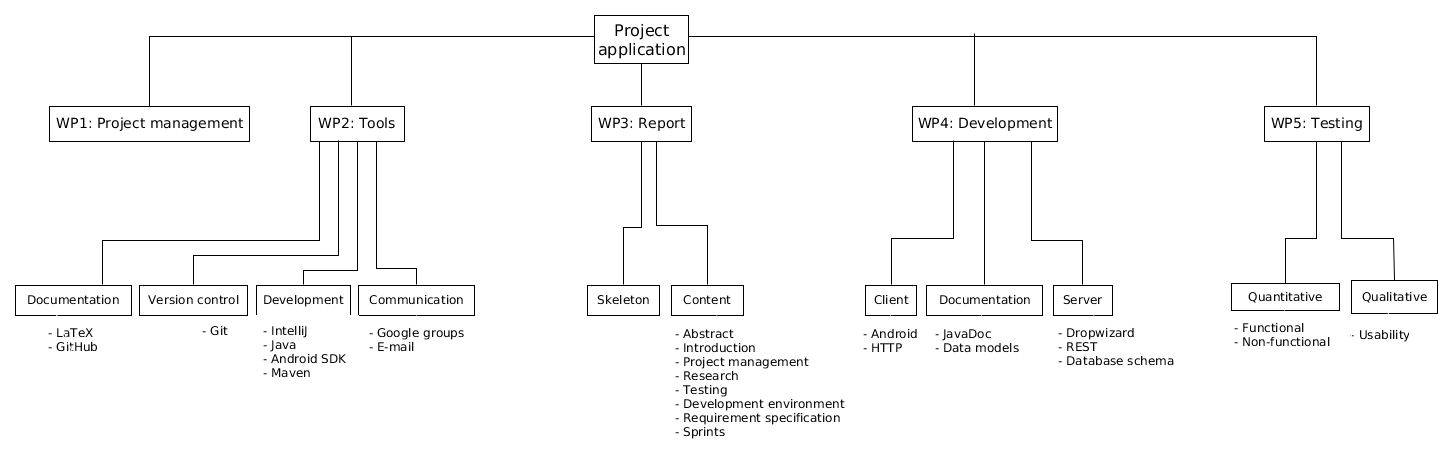 Project
application
WP1: Project management
WP2: Tools
WP3: Report
WP4: Development
WP5: Testing
Documentation
- LaTeX
- GitHub
Version control
- Git
Development
- IntelliJ
- Java
- Android SDK
- Maven
Communication
- Google groups
- E-mail
Skeleton
Content
- Abstract
- Introduction
- Project management
- Research
- Testing
- Development environment
- Requirement specification
- Sprints
Client
- Android
- HTTP
Documentation
- JavaDoc
- Data models
Server
- Dropwizard
- REST
- Database schema
Quantitative
- Functional
- Non-functional
Qualitative
- Usability